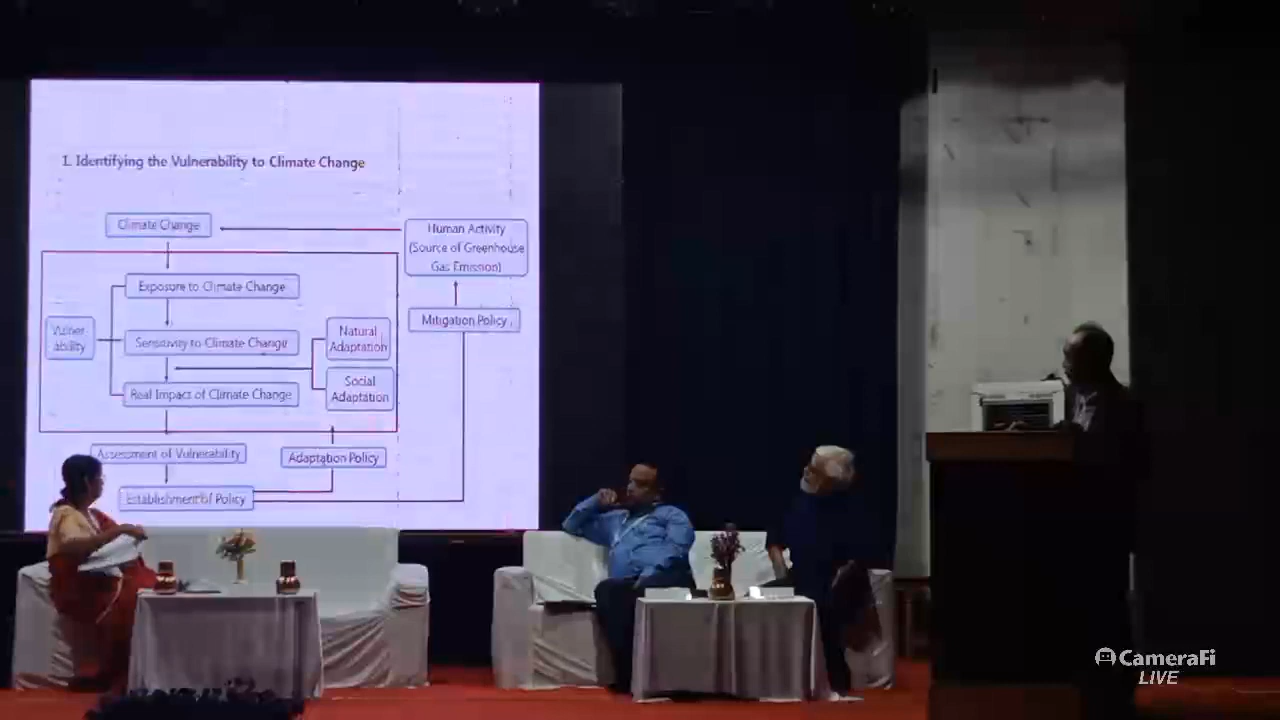 1. Identifying the Vulnerability to Climate Change
Climate Change
Human Activity
(Source of Greenhouse
Gas Emission)
Exposure to Climate Change
Mitigation Policy
Vulner-
ability
Sensitivity to Climate Change
Natural
Adaptation
Real Impact of Climate Change
Social
Adaptation
Assessment of Vulnerability
Adaptation Policy
Establishment of Policy
CameraFi
LIVE